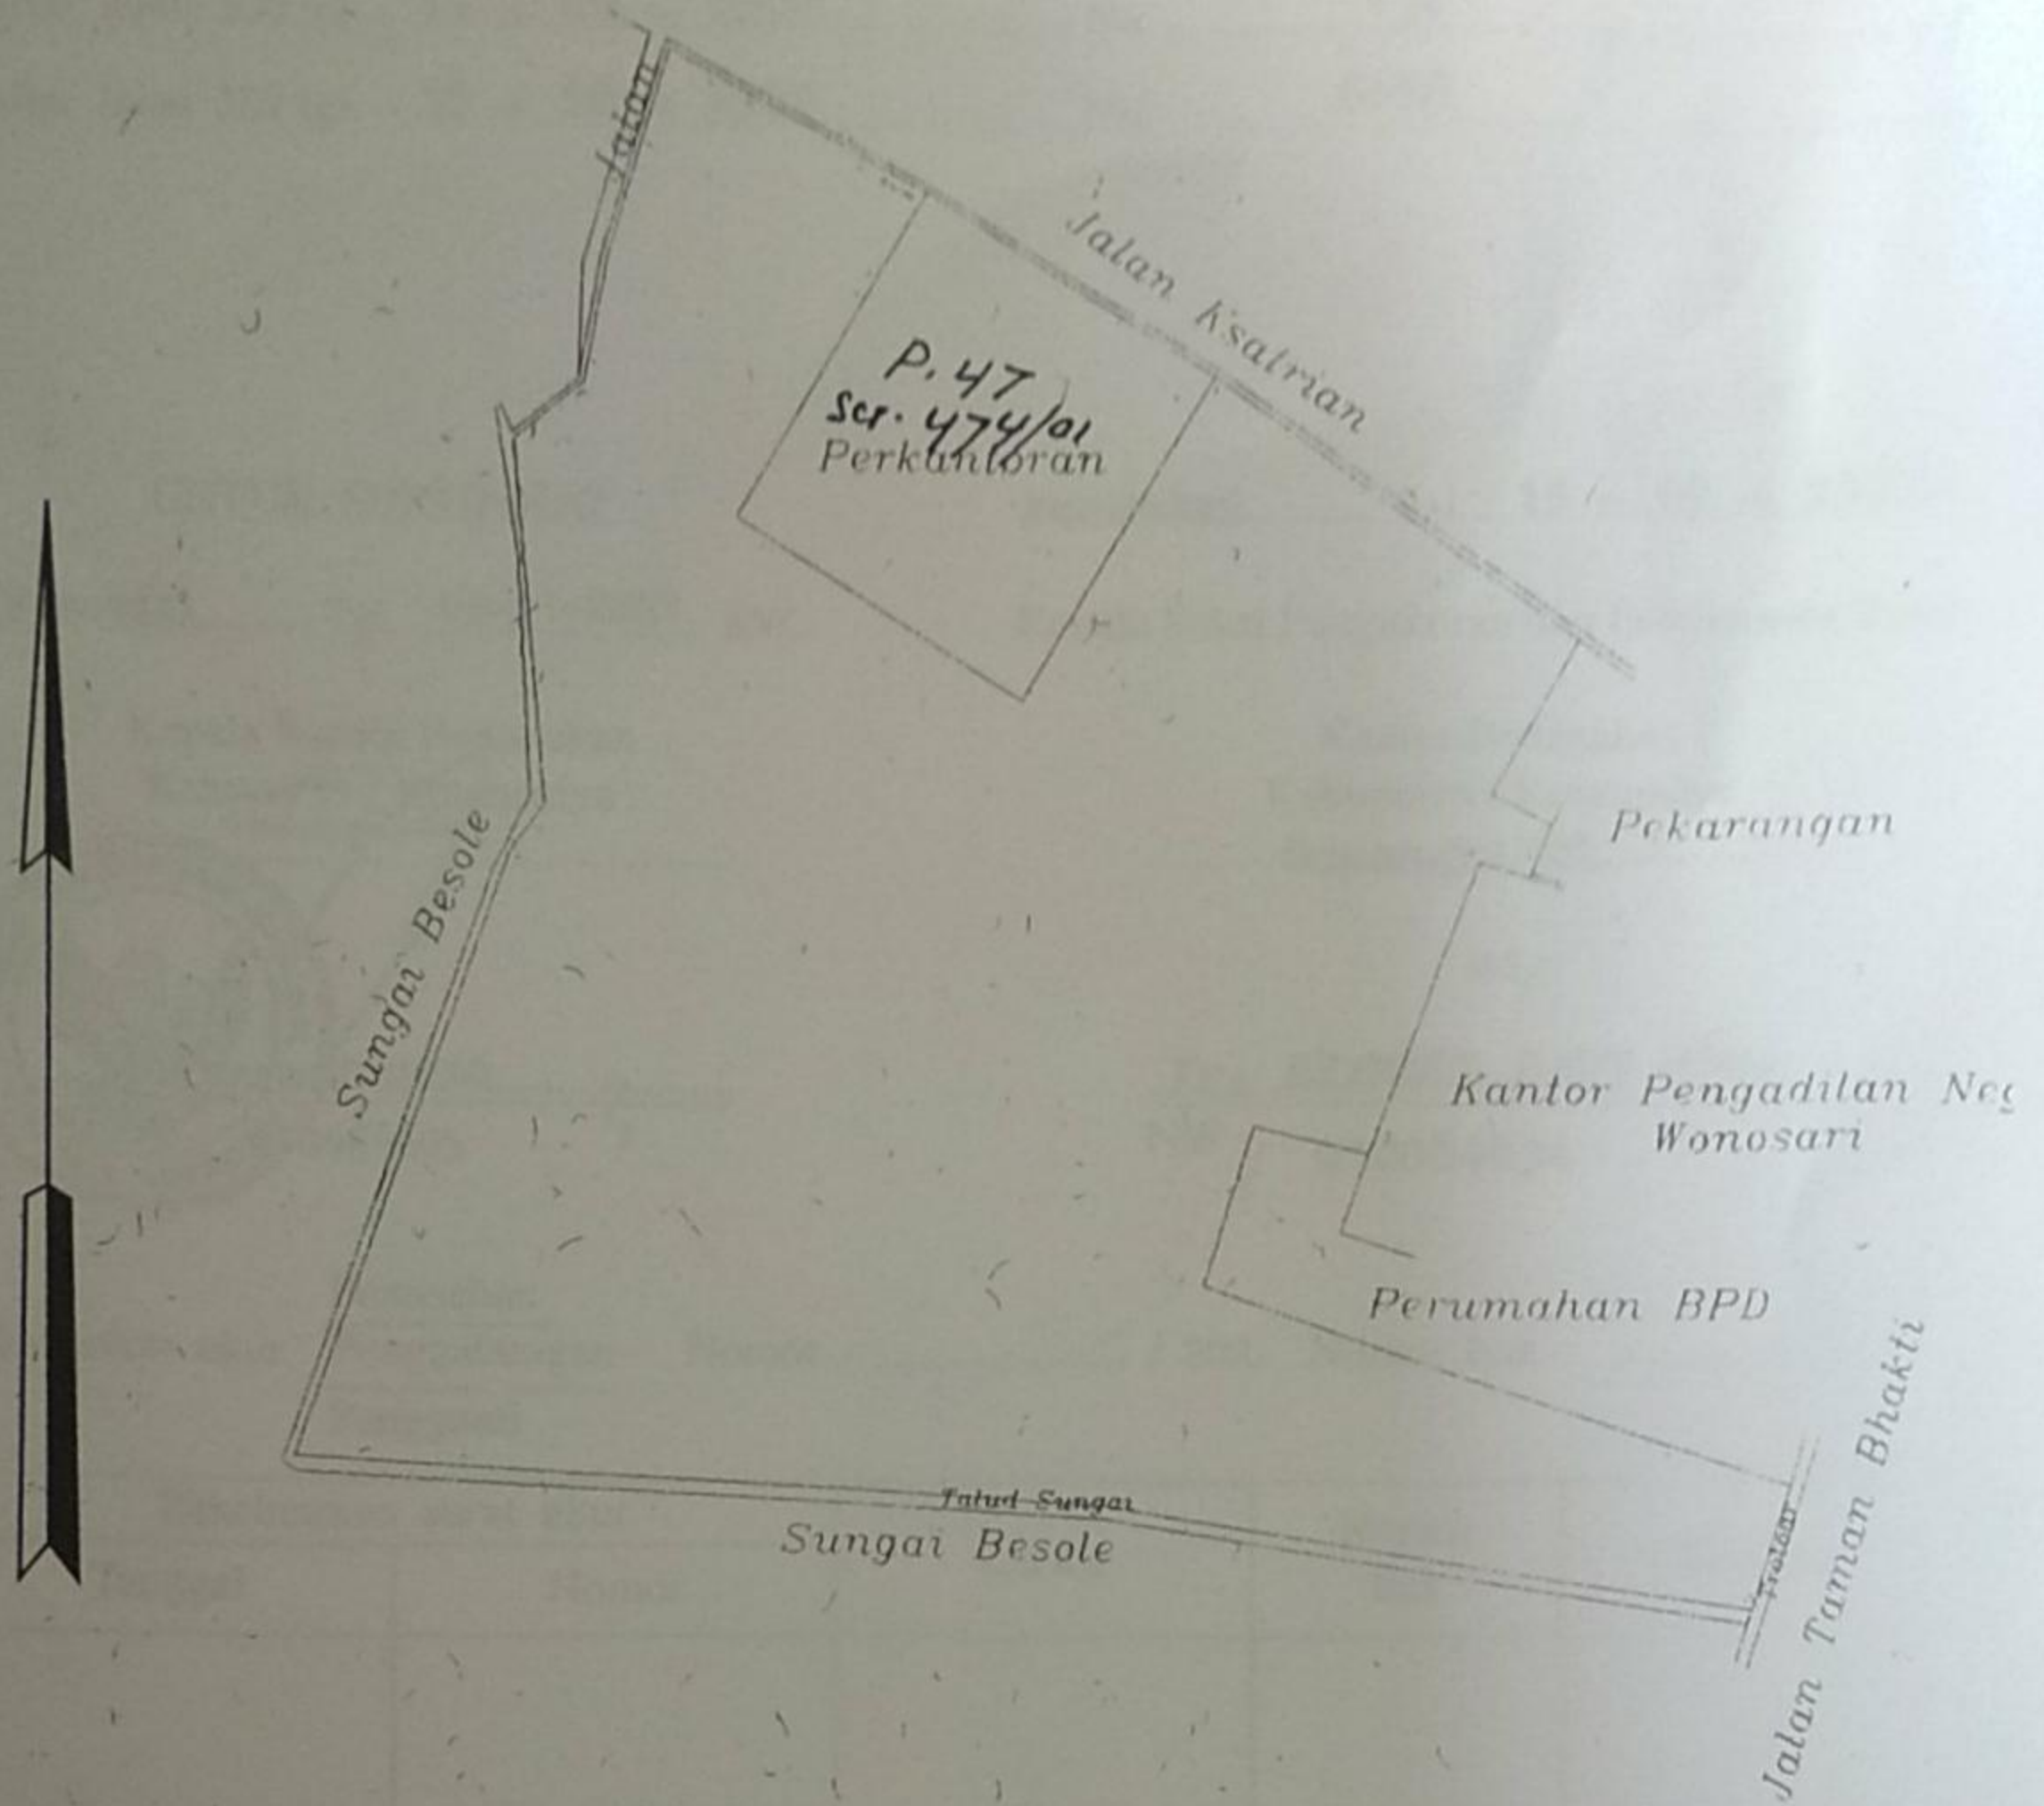 Jalan
Jalan Ksatrian
P. 47
Scr. 474/01
Perkantoran
Pekarangan
Sungai Besole
Kantor Pengadilan Neg
Wonosari
Perumahan BPD
Jalan Taman Bhakti
Talud Sungai
Sungai Besole
Trotoar